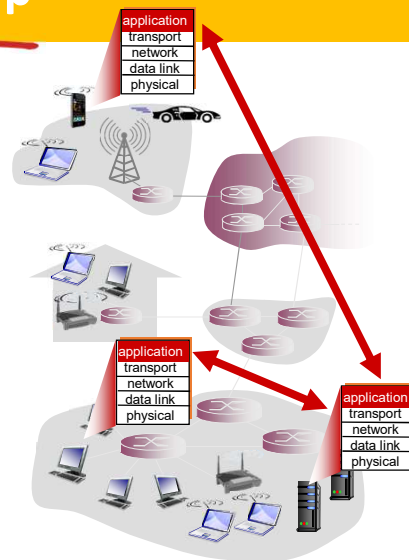 application
transport
network
data link
physical
application
transport
network
data link
physical
application
transport
network
data link
physical